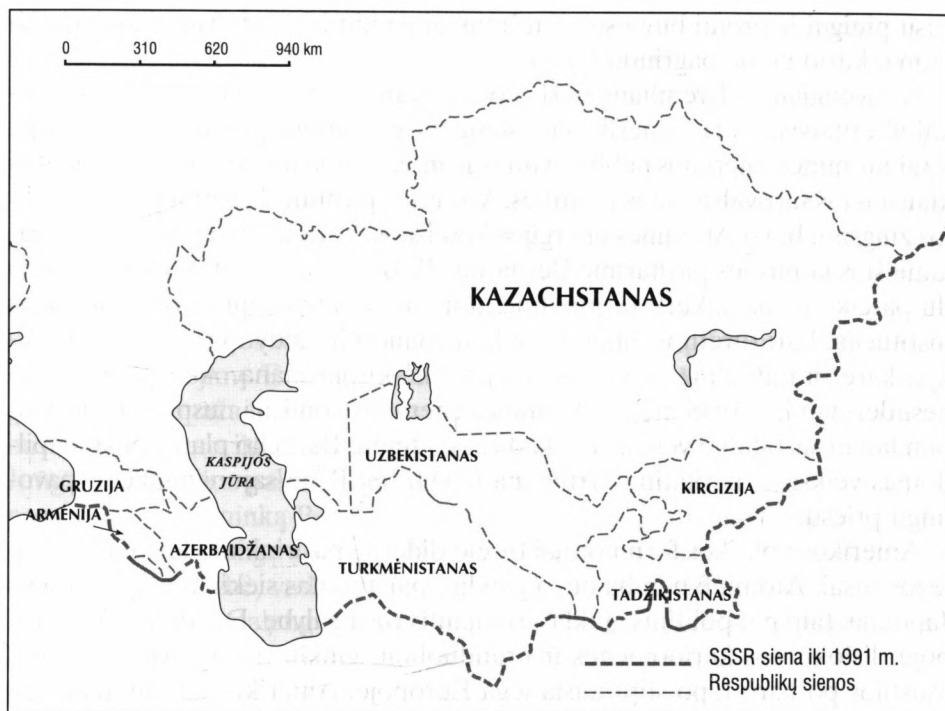 0 310 620 940 km
KAZACHSTANAS
KASPIJOS
JŪRA
UZBEKISTANAS
GRUZIJA
KIRGIZIJA
ARMĖNIJA
AZERBAIDŽANAS
TURKMĖNISTANAS
TADŽIKISTANAS
SSSR siena iki 1991 m.
Respublikų sienos